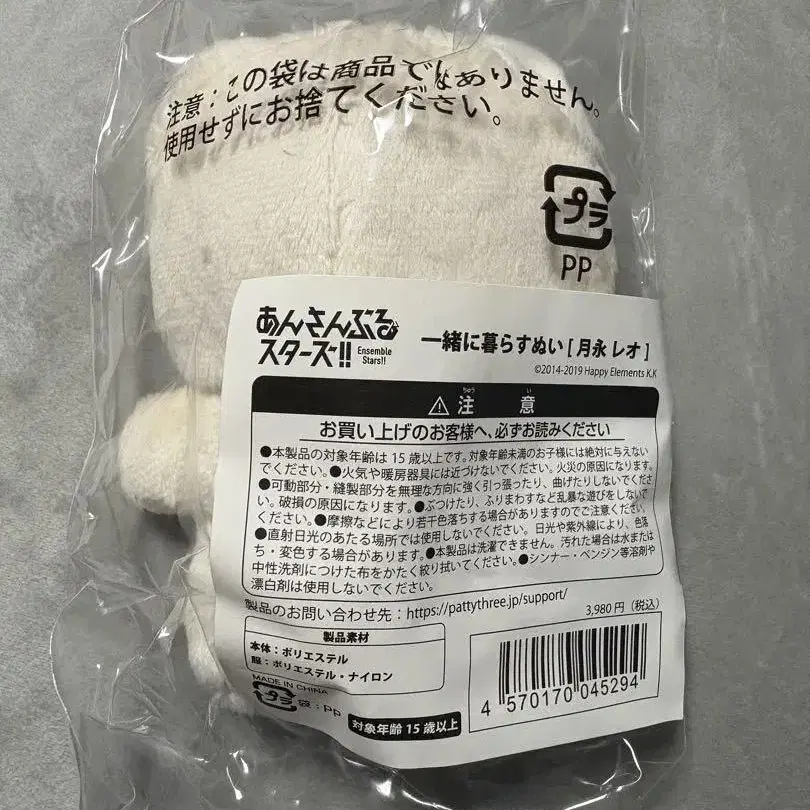 注意：この袋は商品ではありません。
使用せずにお捨てください。
プラ
PP
あんさんぶる
スターズ!!
Ensemble
Stars!!
一緒に暮らすぬい [ 月永 レオ ]
©2014-2019 Happy Elements K.K
ちゅう い
⚠ 注 意
お買い上げのお客様へ、必ずお読みください
●本製品の対象年齢は 15 歳以上です。対象年齢未満のお子様には絶対に与えない
でください。●火気や暖房器具には近づけないでください。火災の原因になります。
●可動部分・縫製部分を無理な方向に強く引っ張ったり、曲げたりしないでくだ
さい。破損の原因になります。●ぶつけたり、ふりまわすなど乱暴な遊びをしないで
ください。●摩擦などにより若干色落ちする場合がありますのでご注意ください。
●直射日光のあたる場所では使用しないでください。日光や紫外線により、色落
ち・変色する場合があります。●本製品は洗濯できません。汚れた場合は水または
中性洗剤につけた布をかたく絞り拭いてください。●シンナー・ベンジン等溶剤や
漂白剤は使用しないでください。
製品のお問い合わせ先：https://pattythree.jp/support/
3,980 円（税込）
製品素材
本体：ポリエステル
服：ポリエステル・ナイロン
MADE IN CHINA
プラ 袋：PP
対象年齢 15 歳以上
4 570170 045294